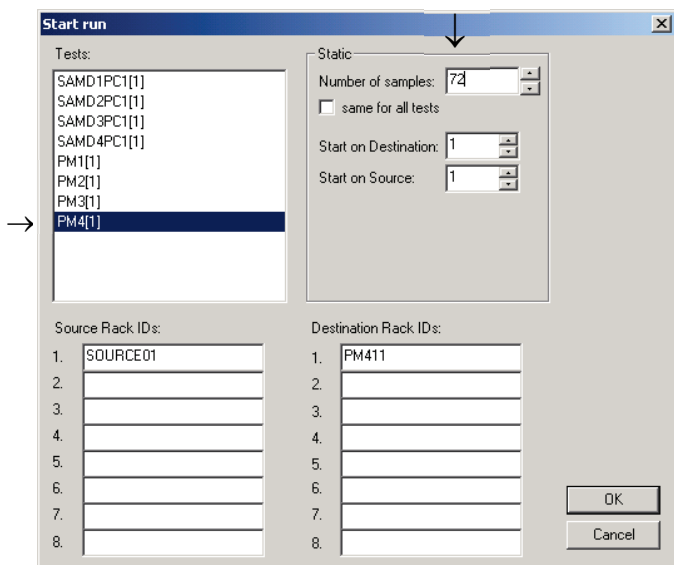 Start run
Tests:
SAMD1PC1[1]
SAMD2PC1[1]
SAMD3PC1[1]
SAMD4PC1[1]
PM1[1]
PM2[1]
PM3[1]
PM4[1]
Static
Number of samples: 72
same for all tests
Start on Destination: 1
Start on Source: 1
Source Rack IDs:
1. SOURCE01
2.
3.
4.
5.
6.
7.
8.
Destination Rack IDs:
1. PM411
2.
3.
4.
5.
6.
7.
8.
OK
Cancel